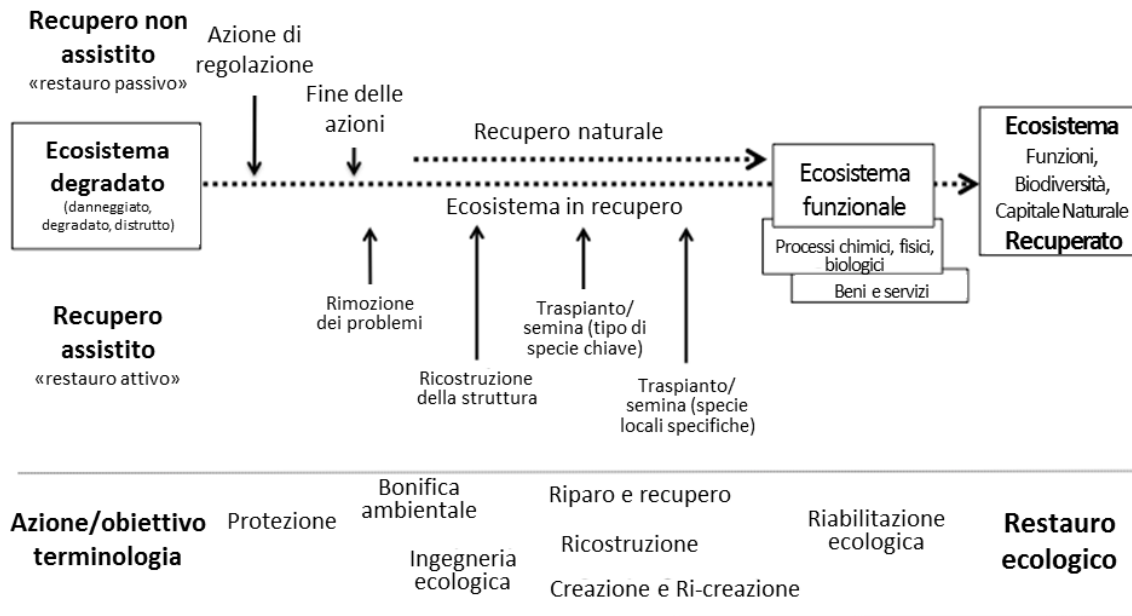 Recupero non
assistito
«restauro passivo»
Azione di
regolazione
Fine delle
azioni
Recupero naturale
Ecosistema
degradato
(danneggiato,
degradato, distrutto)
Ecosistema in recupero
Ecosistema
funzionale
Processi chimici, fisici,
biologici
Beni e servizi
Ecosistema
Funzioni,
Biodiversità,
Capitale Naturale
Recuperato
Recupero
assistito
«restauro attivo»
Rimozione
dei problemi
Ricostruzione
della struttura
Traspianto/
semina (tipo di
specie chiave)
Traspianto/
semina (specie
locali specifiche)
Azione/obiettivo
terminologia
Protezione
Bonifica
ambientale
Ingegneria
ecologica
Riparo e recupero
Ricostruzione
Creazione e Ri-creazione
Riabilitazione
ecologica
Restauro
ecologico